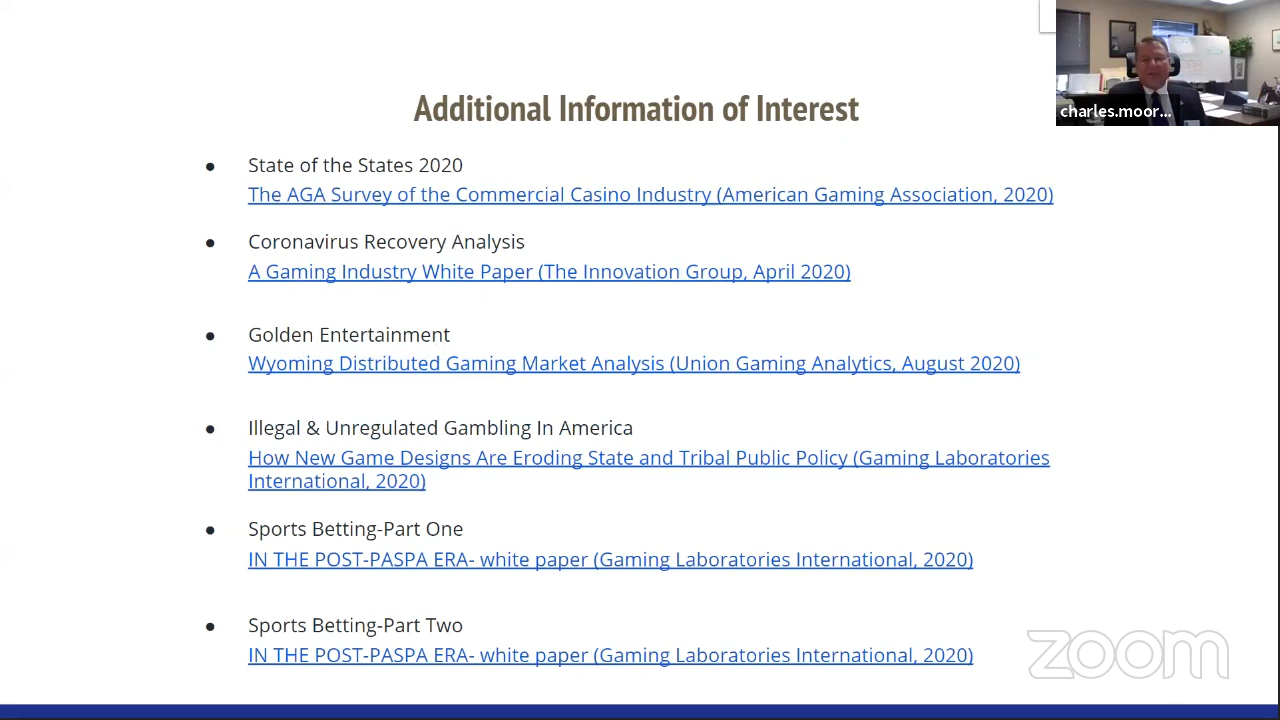 Additional Information of Interest
charles.moor...
State of the States 2020
The AGA Survey of the Commercial Casino Industry (American Gaming Association, 2020)
Coronavirus Recovery Analysis
A Gaming Industry White Paper (The Innovation Group, April 2020)
Golden Entertainment
Wyoming Distributed Gaming Market Analysis (Union Gaming Analytics, August 2020)
Illegal & Unregulated Gambling In America
How New Game Designs Are Eroding State and Tribal Public Policy (Gaming Laboratories
International, 2020)
Sports Betting-Part One
IN THE POST-PASPA ERA- white paper (Gaming Laboratories International, 2020)
Sports Betting-Part Two
IN THE POST-PASPA ERA- white paper (Gaming Laboratories International, 2020)
zoom